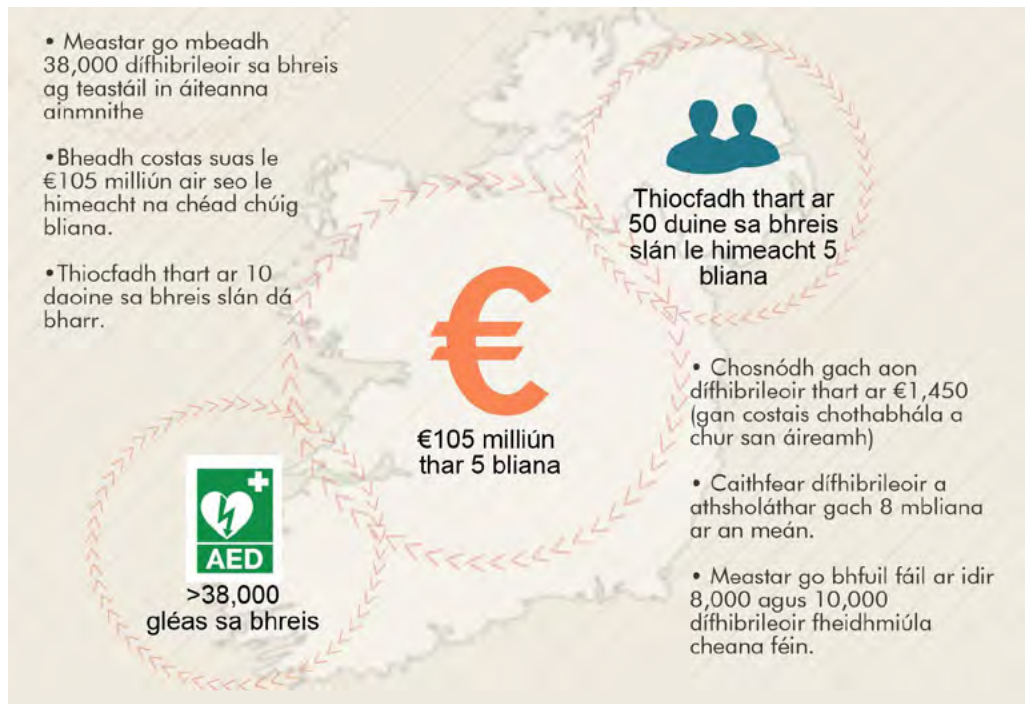 • Meastar go mbeadh
38,000 dífhibrileoir sa bhreis
ag teastáil in áiteanna
ainmnithe
•Bheadh costas suas le
€105 milliún air seo le
himeacht na chéad chúig
bliana.
•Thiocfadh thart ar 10
daoine sa bhreis slán dá
bharr.
Thiocfadh thart ar
50 duine sa bhreis
slán le himeacht 5
bliana
€
€105 milliún
thar 5 bliana
AED
>38,000
gléas sa bhreis
• Chosnódh gach aon
dífhibrileoir thart ar €1,450
(gan costais chothabhála a
chur san áireamh)
• Caithfear dífhibrileoir a
athsholáthar gach 8 mbliana
ar an meán.
• Meastar go bhfuil fáil ar idir
8,000 agus 10,000
dífhibrileoir fheidhmiúla
cheana féin.